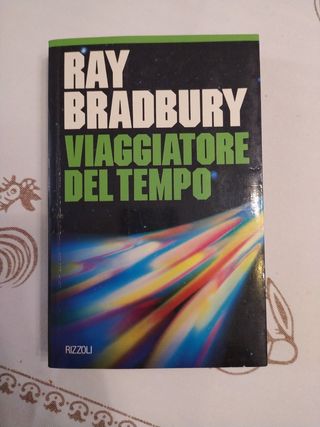 RAY
BRADBURY
VIAGGIATORE
DEL TEMPO
RIZZOLI